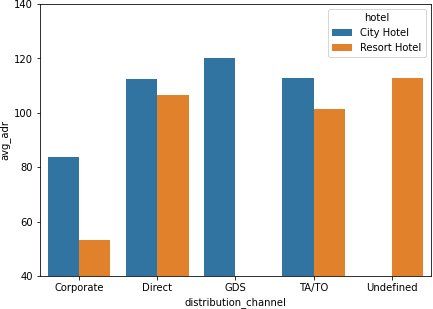 140
120
100
80
60
40
avg_adr
hotel
City Hotel
Resort Hotel
Corporate
Direct
GDS
TA/TO
Undefined
distribution_channel